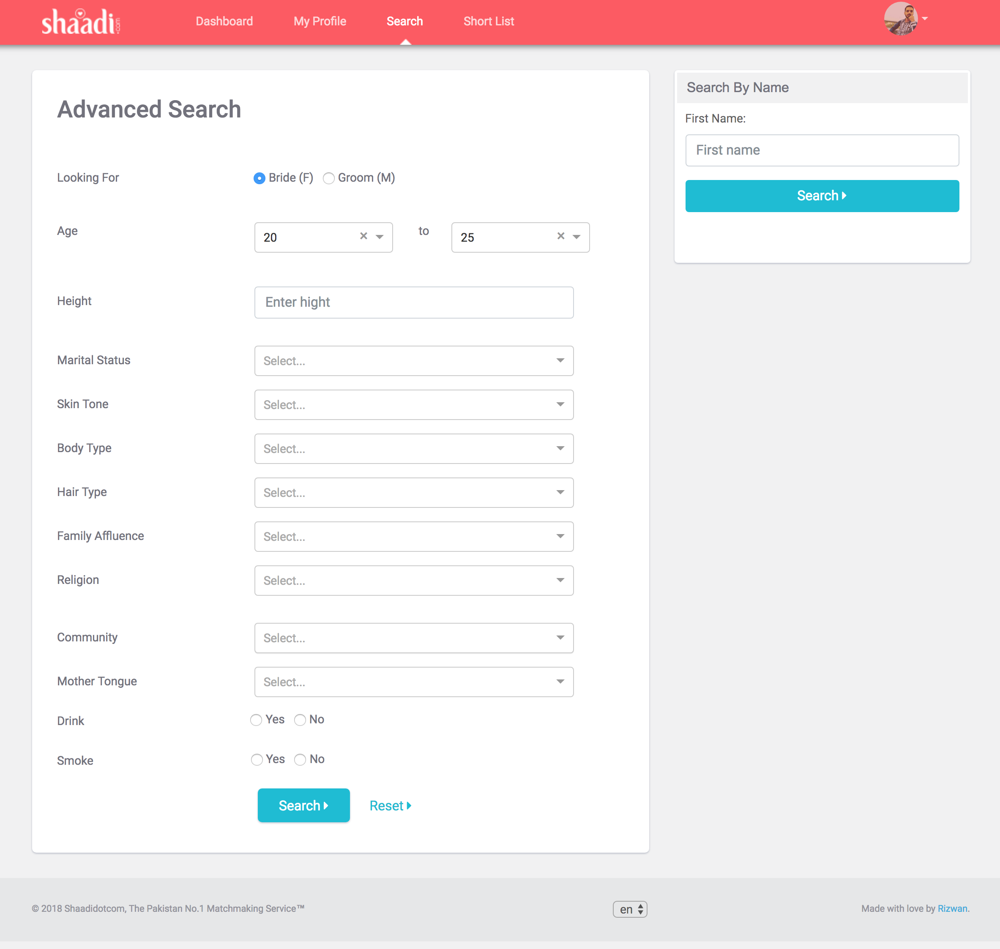 shaadi.com
Dashboard My Profile Search Short List
Advanced Search
Looking For Bride (F) Groom (M)
Age 20 × to 25 ×
Height Enter hight
Marital Status Select...
Skin Tone Select...
Body Type Select...
Hair Type Select...
Family Affluence Select...
Religion Select...
Community Select...
Mother Tongue Select...
Drink Yes No
Smoke Yes No
Search Reset
Search By Name
First Name:
First name
Search
© 2018 Shaadidotcom, The Pakistan No.1 Matchmaking Service™ en Made with love by Rizwan.